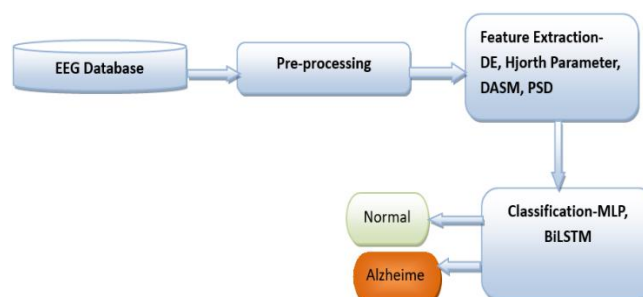 EEG Database
Pre-processing
Feature Extraction-
DE, Hjorth Parameter,
DASM, PSD
Classification-MLP,
BiLSTM
Normal
Alzheime